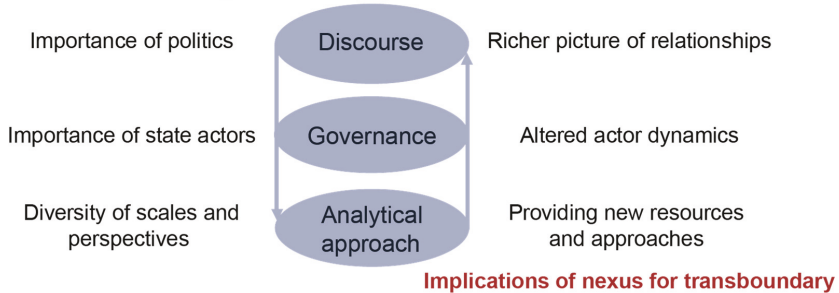 Importance of politics
Discourse
Richer picture of relationships
Importance of state actors
Governance
Altered actor dynamics
Diversity of scales and
perspectives
Analytical
approach
Providing new resources
and approaches
Implications of nexus for transboundary